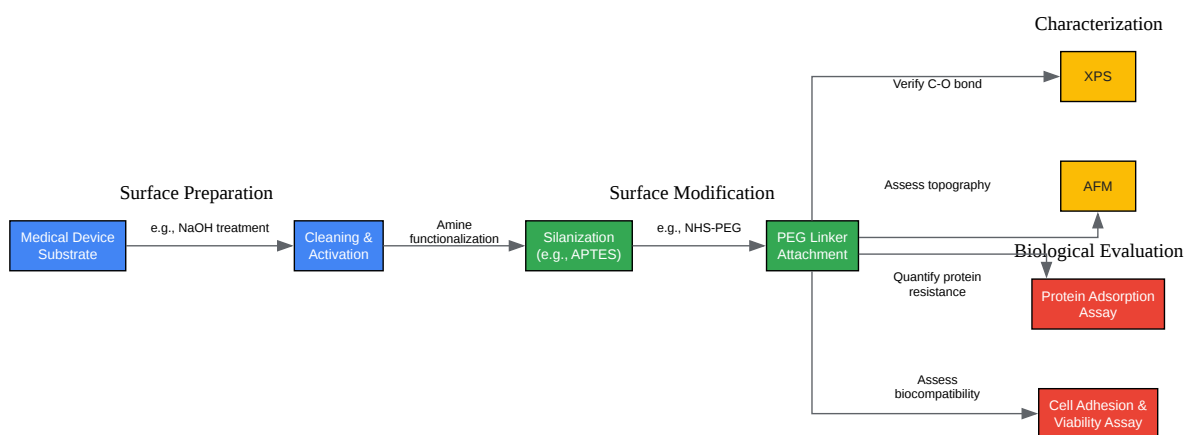 Characterization
XPS
Verify C-O bond
Assess topography
AFM
Surface Preparation
Surface Modification
e.g., NaOH treatment
Amine
functionalization
e.g., NHS-PEG
Medical Device
Substrate
Cleaning &
Activation
Silanization
(e.g., APTES)
PEG Linker
Attachment
Biological Evaluation
Quantify protein
resistance
Protein Adsorption
Assay
Assess
biocompatibility
Cell Adhesion &
Viability Assay